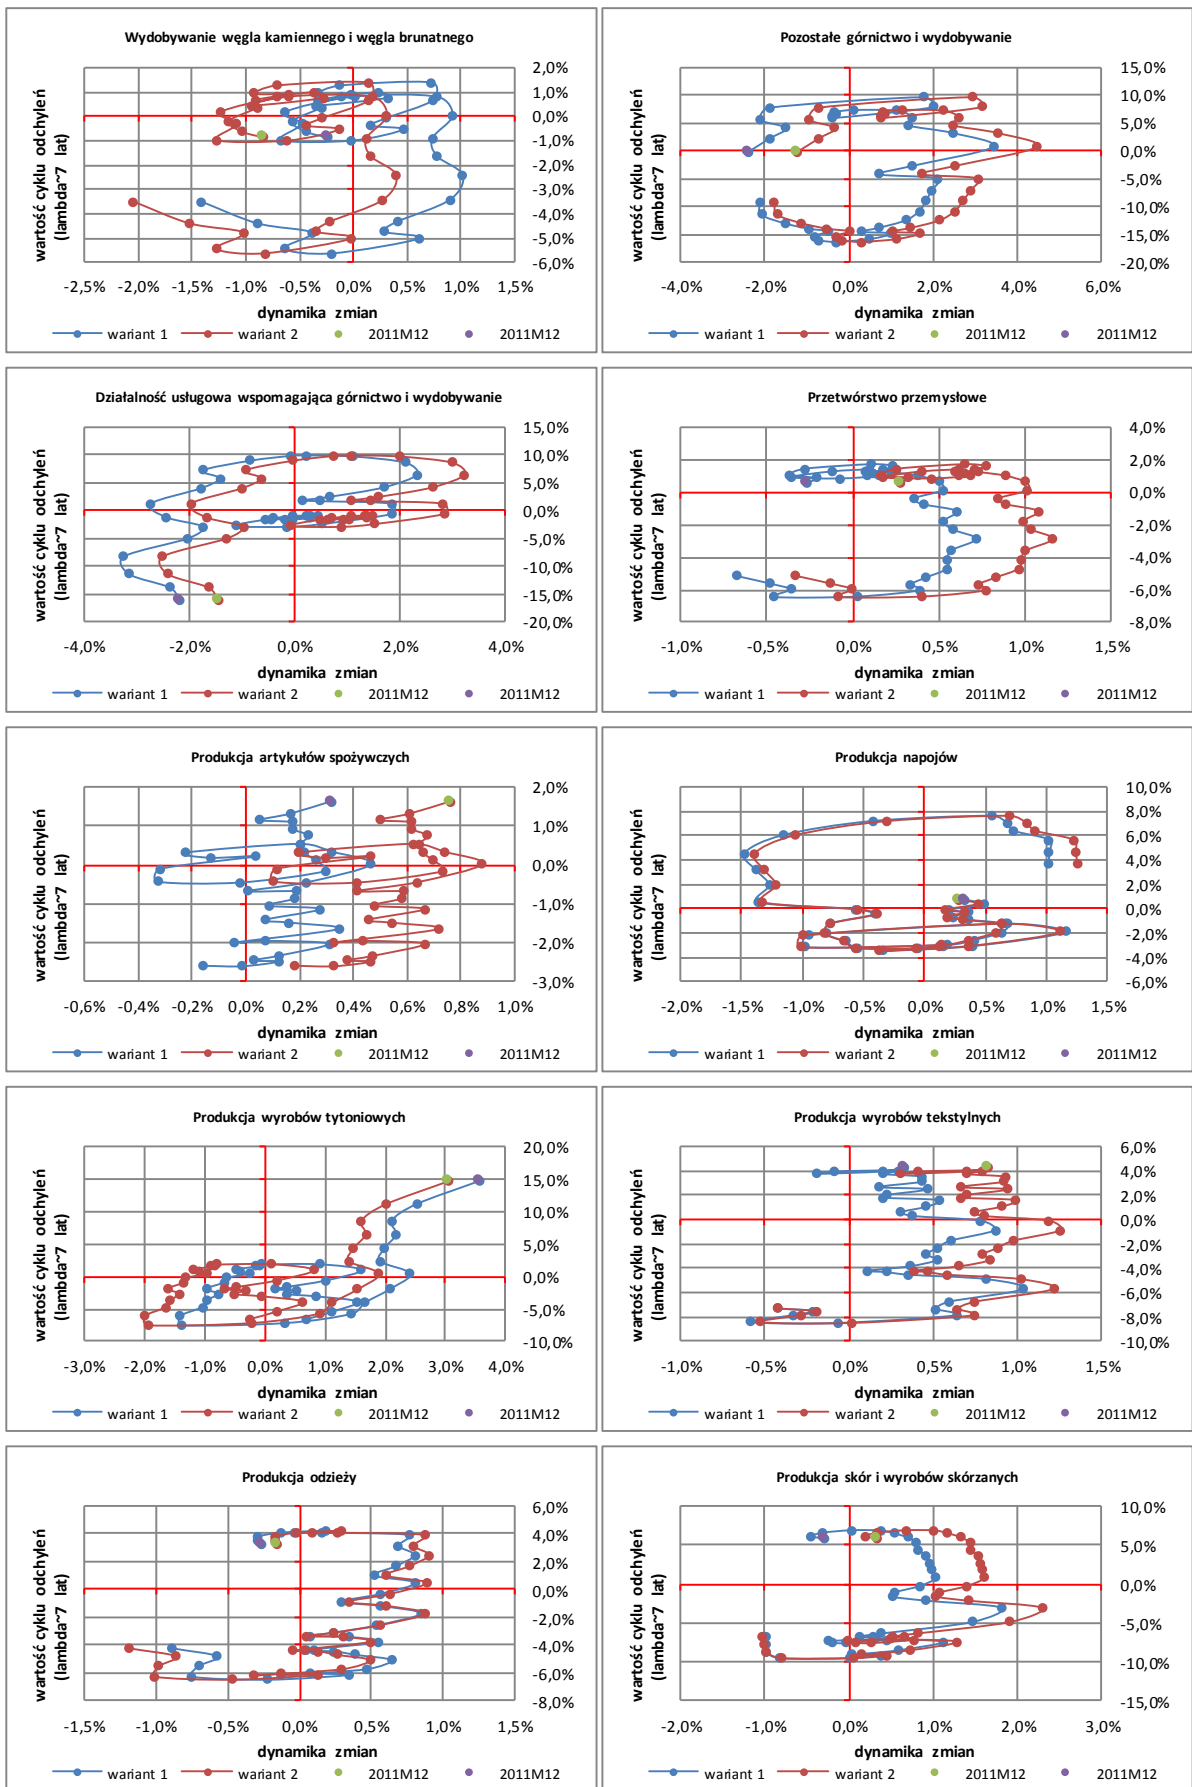 Wydobywanie węgla kamiennego i węgla brunatnego
wartość cyklu odchyleń
(lambda~7 lat)
2,0%
1,0%
0,0%
-1,0%
-2,0%
-3,0%
-4,0%
-5,0%
-6,0%
-2,5% -2,0% -1,5% -1,0% -0,5% 0,0% 0,5% 1,0% 1,5%
dynamika zmian
wariant 1 wariant 2 2011M12 2011M12
Pozostałe górnictwo i wydobywanie
wartość cyklu odchyleń
(lambda~7 lat)
15,0%
10,0%
5,0%
0,0%
-5,0%
-10,0%
-15,0%
-20,0%
-4,0% -2,0% 0,0% 2,0% 4,0% 6,0%
dynamika zmian
wariant 1 wariant 2 2011M12 2011M12
Działalność usługowa wspomagająca górnictwo i wydobywanie
wartość cyklu odchyleń
(lambda~7 lat)
15,0%
10,0%
5,0%
0,0%
-5,0%
-10,0%
-15,0%
-20,0%
-4,0% -2,0% 0,0% 2,0% 4,0%
dynamika zmian
wariant 1 wariant 2 2011M12 2011M12
Przetwórstwo przemysłowe
wartość cyklu odchyleń
(lambda~7 lat)
4,0%
2,0%
0,0%
-2,0%
-4,0%
-6,0%
-8,0%
-1,0% -0,5% 0,0% 0,5% 1,0% 1,5%
dynamika zmian
wariant 1 wariant 2 2011M12 2011M12
Produkcja artykułów spożywczych
wartość cyklu odchyleń
(lambda~7 lat)
2,0%
1,0%
0,0%
-1,0%
-2,0%
-3,0%
-0,6% -0,4% -0,2% 0,0% 0,2% 0,4% 0,6% 0,8% 1,0%
dynamika zmian
wariant 1 wariant 2 2011M12 2011M12
Produkcja napojów
wartość cyklu odchyleń
(lambda~7 lat)
10,0%
8,0%
6,0%
4,0%
2,0%
0,0%
-2,0%
-4,0%
-6,0%
-2,0% -1,5% -1,0% -0,5% 0,0% 0,5% 1,0% 1,5%
dynamika zmian
wariant 1 wariant 2 2011M12 2011M12
Produkcja wyrobów tytoniowych
wartość cyklu odchyleń
(lambda~7 lat)
20,0%
15,0%
10,0%
5,0%
0,0%
-5,0%
-10,0%
-3,0% -2,0% -1,0% 0,0% 1,0% 2,0% 3,0% 4,0%
dynamika zmian
wariant 1 wariant 2 2011M12 2011M12
Produkcja wyrobów tekstylnych
wartość cyklu odchyleń
(lambda~7 lat)
6,0%
4,0%
2,0%
0,0%
-2,0%
-4,0%
-6,0%
-8,0%
-10,0%
-1,0% -0,5% 0,0% 0,5% 1,0% 1,5%
dynamika zmian
wariant 1 wariant 2 2011M12 2011M12
Produkcja odzieży
wartość cyklu odchyleń
(lambda~7 lat)
6,0%
4,0%
2,0%
0,0%
-2,0%
-4,0%
-6,0%
-8,0%
-1,5% -1,0% -0,5% 0,0% 0,5% 1,0% 1,5%
dynamika zmian
wariant 1 wariant 2 2011M12 2011M12
Produkcja skór i wyrobów skórzanych
wartość cyklu odchyleń
(lambda~7 lat)
10,0%
5,0%
0,0%
-5,0%
-10,0%
-15,0%
-2,0% -1,0% 0,0% 1,0% 2,0% 3,0%
dynamika zmian
wariant 1 wariant 2 2011M12 2011M12